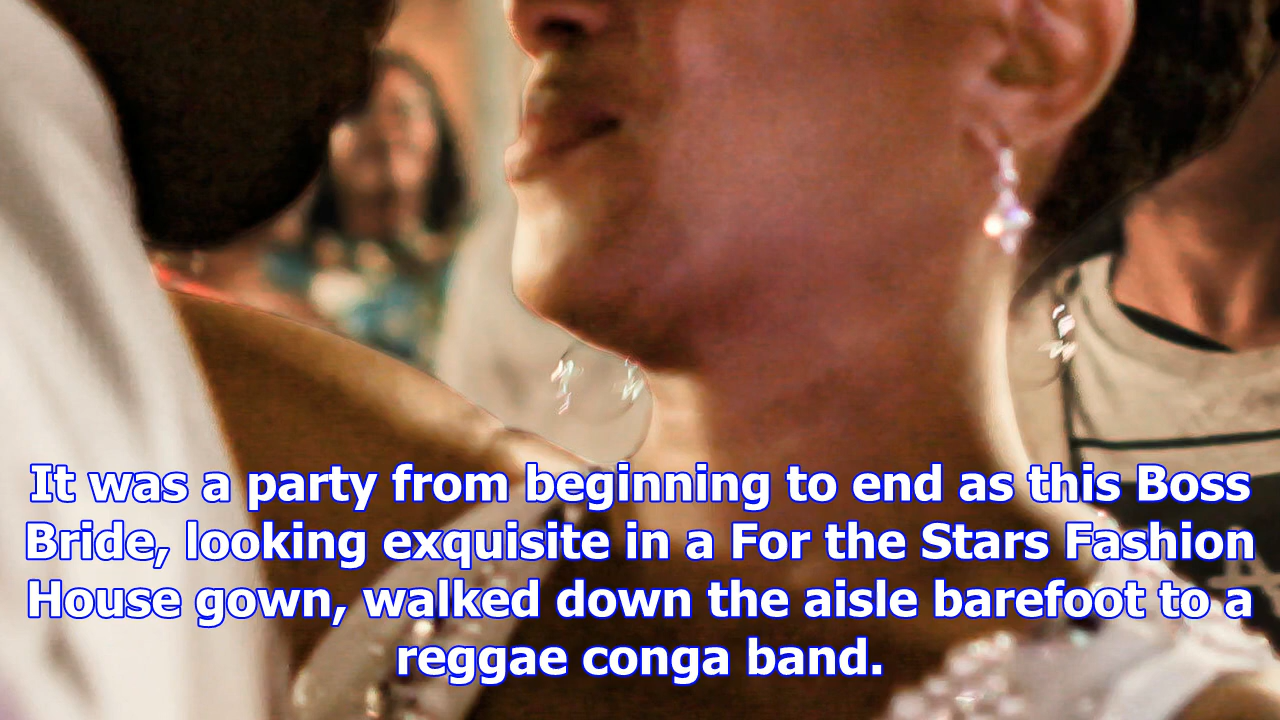 It was a party from beginning to end as this Boss
Bride, looking exquisite in a For the Stars Fashion
House gown, walked down the aisle barefoot to a
reggae conga band.